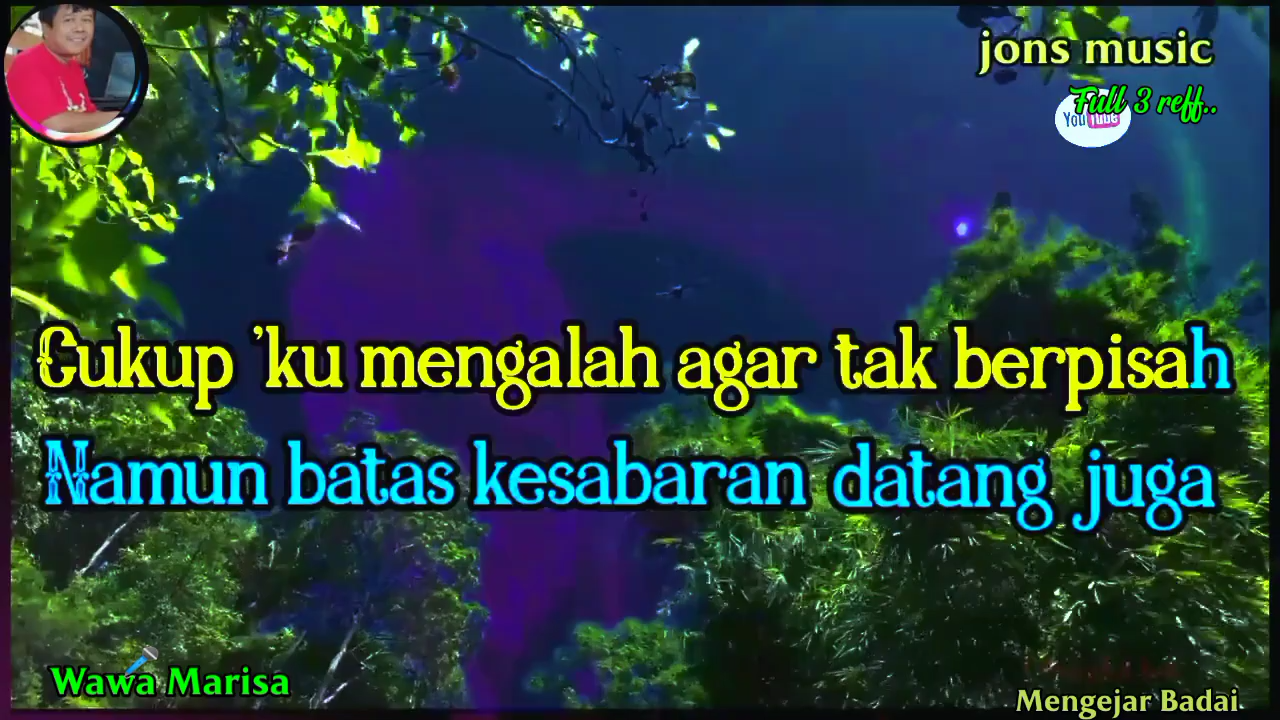 jons music
Full 3 reff..
YouTube
Cukup 'ku mengalah agar tak berpisah
Namun batas kesabaran datang juga
Wawa Marisa
Mengejar Badai